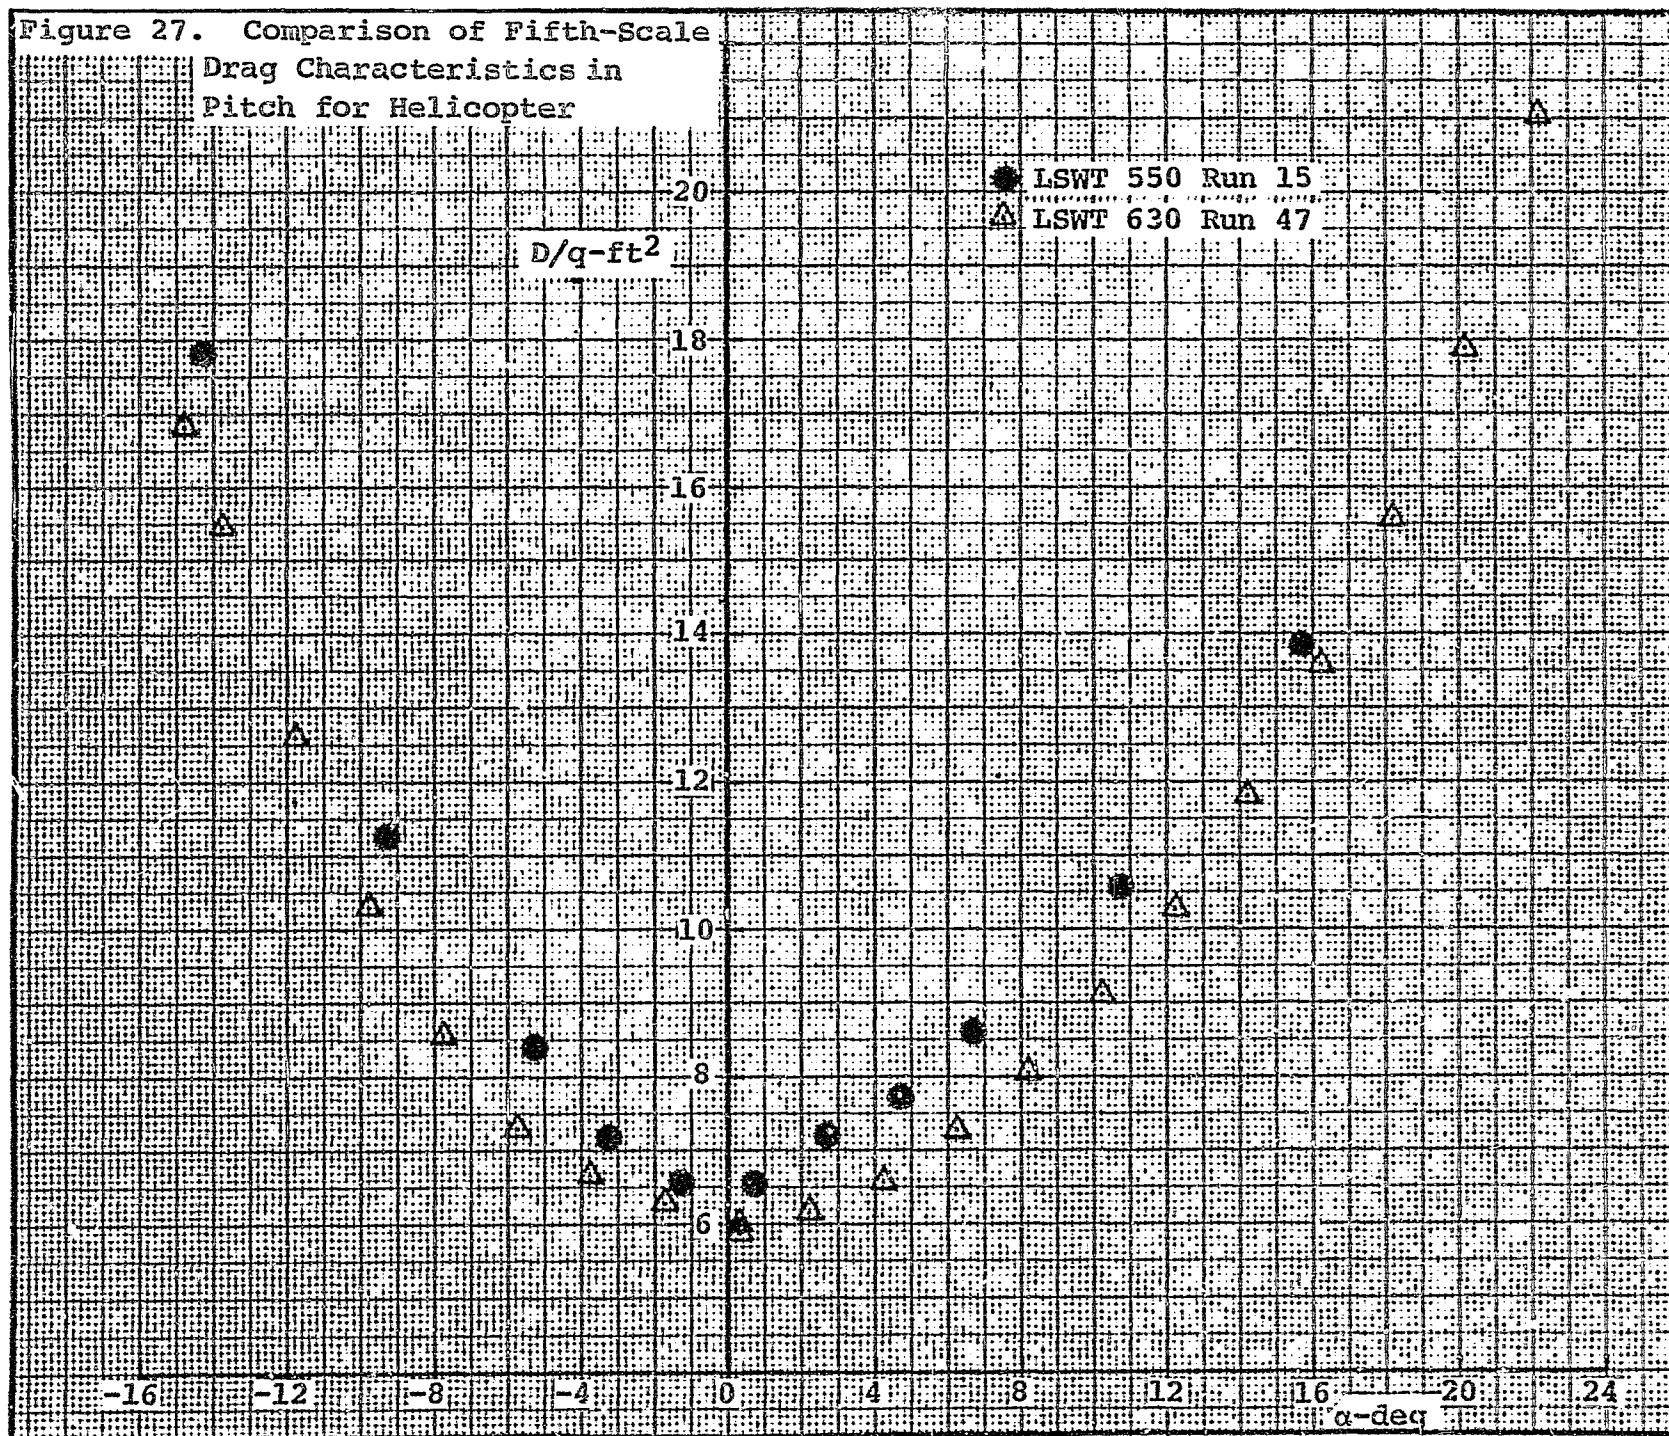 Figure 27. Comparison of Fifth-Scale
Drag Characteristics in
Pitch for Helicopter
LSWT 550 Run 15
LSWT 630 Run 47
D/q-ft²
20
18
16
14
12
10
8
6
-16 -12 -8 -4 0 4 8 12 16 20 24
α-deg